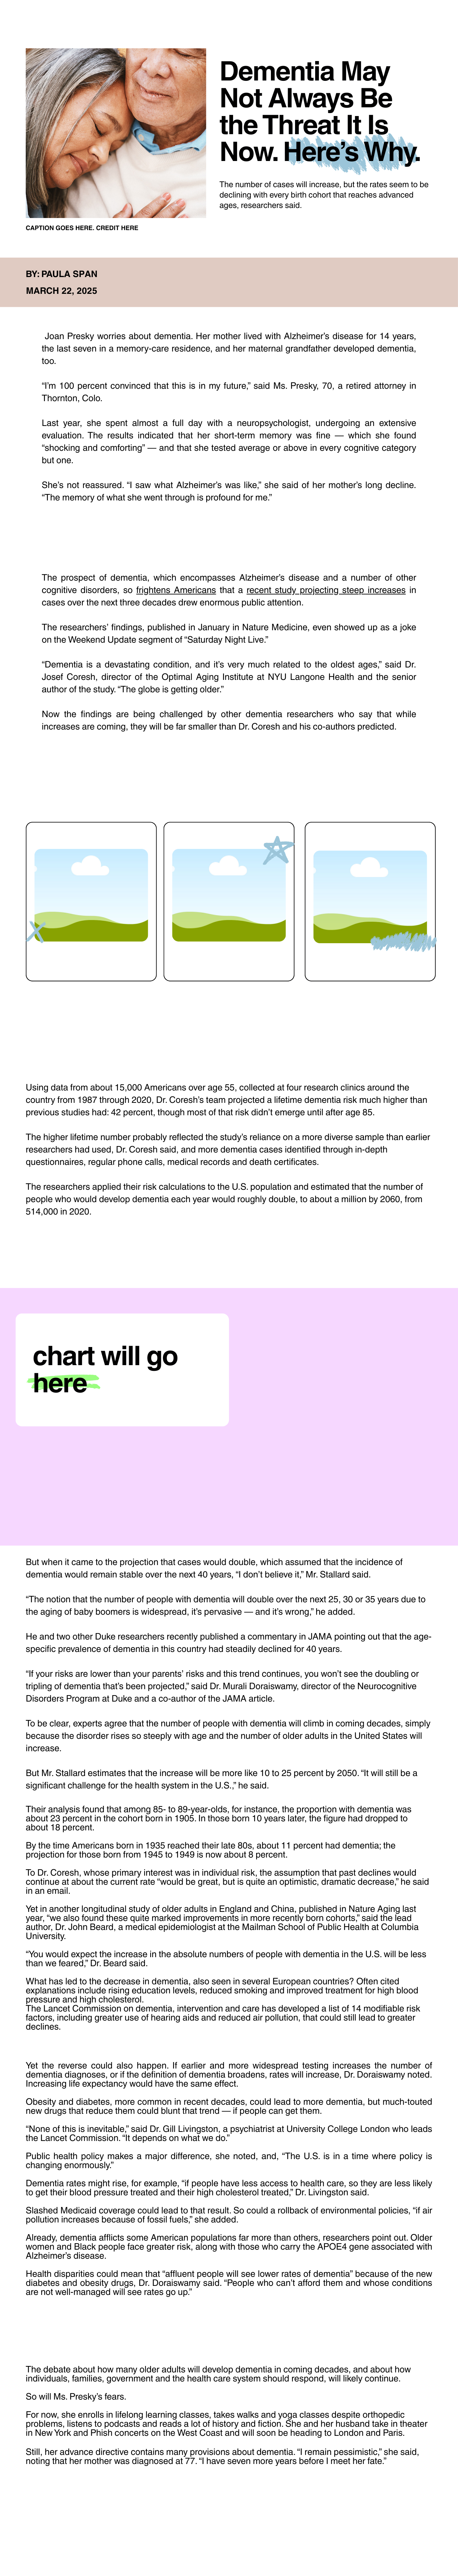 Dementia May
Not Always Be
the Threat It Is
Now. Here’s Why.
The number of cases will increase, but the rates seem to be
declining with every birth cohort that reaches advanced
ages, researchers said.
CAPTION GOES HERE. CREDIT HERE
BY: PAULA SPAN
MARCH 22, 2025
Joan Presky worries about dementia. Her mother lived with Alzheimer’s disease for 14 years,
the last seven in a memory-care residence, and her maternal grandfather developed dementia,
too.
“I’m 100 percent convinced that this is in my future,” said Ms. Presky, 70, a retired attorney in
Thornton, Colo.
Last year, she spent almost a full day with a neuropsychologist, undergoing an extensive
evaluation. The results indicated that her short-term memory was fine — which she found
“shocking and comforting” — and that she tested average or above in every cognitive category
but one.
She’s not reassured. “I saw what Alzheimer’s was like,” she said of her mother’s long decline.
“The memory of what she went through is profound for me.”
The prospect of dementia, which encompasses Alzheimer’s disease and a number of other
cognitive disorders, so frightens Americans that a recent study projecting steep increases in
cases over the next three decades drew enormous public attention.
The researchers’ findings, published in January in Nature Medicine, even showed up as a joke
on the Weekend Update segment of “Saturday Night Live.”
“Dementia is a devastating condition, and it’s very much related to the oldest ages,” said Dr.
Josef Coresh, director of the Optimal Aging Institute at NYU Langone Health and the senior
author of the study. “The globe is getting older.”
Now the findings are being challenged by other dementia researchers who say that while
increases are coming, they will be far smaller than Dr. Coresh and his co-authors predicted.
Using data from about 15,000 Americans over age 55, collected at four research clinics around the
country from 1987 through 2020, Dr. Coresh’s team projected a lifetime dementia risk much higher than
previous studies had: 42 percent, though most of that risk didn’t emerge until after age 85.
The higher lifetime number probably reflected the study’s reliance on a more diverse sample than earlier
researchers had used, Dr. Coresh said, and more dementia cases identified through in-depth
questionnaires, regular phone calls, medical records and death certificates.
The researchers applied their risk calculations to the U.S. population and estimated that the number of
people who would develop dementia each year would roughly double, to about a million by 2060, from
514,000 in 2020.
chart will go
here
But when it came to the projection that cases would double, which assumed that the incidence of
dementia would remain stable over the next 40 years, “I don’t believe it,” Mr. Stallard said.
“The notion that the number of people with dementia will double over the next 25, 30 or 35 years due to
the aging of baby boomers is widespread, it’s pervasive — and it’s wrong,” he added.
He and two other Duke researchers recently published a commentary in JAMA pointing out that the age-
specific prevalence of dementia in this country had steadily declined for 40 years.
“If your risks are lower than your parents’ risks and this trend continues, you won’t see the doubling or
tripling of dementia that’s been projected,” said Dr. Murali Doraiswamy, director of the Neurocognitive
Disorders Program at Duke and a co-author of the JAMA article.
To be clear, experts agree that the number of people with dementia will climb in coming decades, simply
because the disorder rises so steeply with age and the number of older adults in the United States will
increase.
But Mr. Stallard estimates that the increase will be more like 10 to 25 percent by 2050. “It will still be a
significant challenge for the health system in the U.S.,” he said.
Their analysis found that among 85- to 89-year-olds, for instance, the proportion with dementia was
about 23 percent in the cohort born in 1905. In those born 10 years later, the figure had dropped to
about 18 percent.
By the time Americans born in 1935 reached their late 80s, about 11 percent had dementia; the
projection for those born from 1945 to 1949 is now about 8 percent.
To Dr. Coresh, whose primary interest was in individual risk, the assumption that past declines would
continue at about the current rate “would be great, but is quite an optimistic, dramatic decrease,” he said
in an email.
Yet in another longitudinal study of older adults in England and China, published in Nature Aging last
year, “we also found these quite marked improvements in more recently born cohorts,” said the lead
author, Dr. John Beard, a medical epidemiologist at the Mailman School of Public Health at Columbia
University.
“You would expect the increase in the absolute numbers of people with dementia in the U.S. will be less
than we feared,” Dr. Beard said.
What has led to the decrease in dementia, also seen in several European countries? Often cited
explanations include rising education levels, reduced smoking and improved treatment for high blood
pressure and high cholesterol.
The Lancet Commission on dementia, intervention and care has developed a list of 14 modifiable risk
factors, including greater use of hearing aids and reduced air pollution, that could still lead to greater
declines.
Yet the reverse could also happen. If earlier and more widespread testing increases the number of
dementia diagnoses, or if the definition of dementia broadens, rates will increase, Dr. Doraiswamy noted.
Increasing life expectancy would have the same effect.
Obesity and diabetes, more common in recent decades, could lead to more dementia, but much-touted
new drugs that reduce them could blunt that trend — if people can get them.
“None of this is inevitable,” said Dr. Gill Livingston, a psychiatrist at University College London who leads
the Lancet Commission. “It depends on what we do.”
Public health policy makes a major difference, she noted, and, “The U.S. is in a time where policy is
changing enormously.”
Dementia rates might rise, for example, “if people have less access to health care, so they are less likely
to get their blood pressure treated and their high cholesterol treated,” Dr. Livingston said.
Slashed Medicaid coverage could lead to that result. So could a rollback of environmental policies, “if air
pollution increases because of fossil fuels,” she added.
Already, dementia afflicts some American populations far more than others, researchers point out. Older
women and Black people face greater risk, along with those who carry the APOE4 gene associated with
Alzheimer’s disease.
Health disparities could mean that “affluent people will see lower rates of dementia” because of the new
diabetes and obesity drugs, Dr. Doraiswamy said. “People who can’t afford them and whose conditions
are not well-managed will see rates go up.”
The debate about how many older adults will develop dementia in coming decades, and about how
individuals, families, government and the health care system should respond, will likely continue.
So will Ms. Presky’s fears.
For now, she enrolls in lifelong learning classes, takes walks and yoga classes despite orthopedic
problems, listens to podcasts and reads a lot of history and fiction. She and her husband take in theater
in New York and Phish concerts on the West Coast and will soon be heading to London and Paris.
Still, her advance directive contains many provisions about dementia. “I remain pessimistic,” she said,
noting that her mother was diagnosed at 77. “I have seven more years before I meet her fate.”